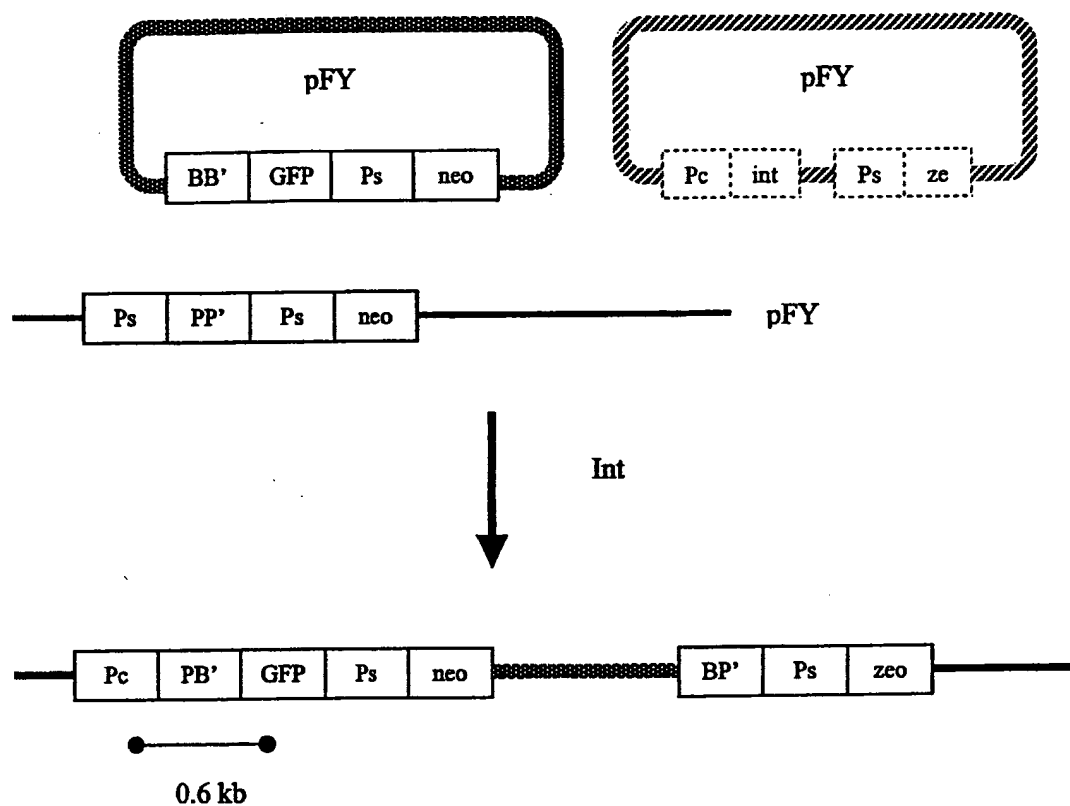 pFY pFY
BB' GFP Ps neo Pc int Ps ze
Ps PP' Ps neo pFY
Int
Pc PB' GFP Ps neo BP' Ps zeo
0.6 kb